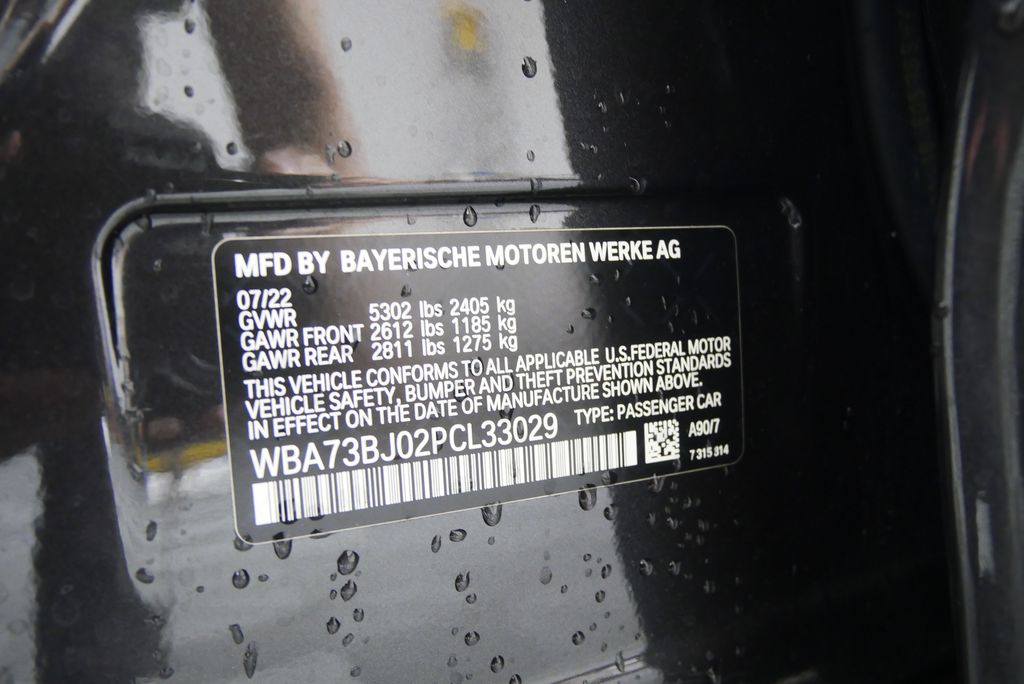 MFD BY BAYERISCHE MOTOREN WERKE AG
07/22
GVWR 5302 lbs 2405 kg
GAWR FRONT 2612 lbs 1185 kg
GAWR REAR 2811 lbs 1275 kg
THIS VEHICLE CONFORMS TO ALL APPLICABLE U.S.FEDERAL MOTOR
VEHICLE SAFETY, BUMPER AND THEFT PREVENTION STANDARDS
IN EFFECT ON THE DATE OF MANUFACTURE SHOWN ABOVE.
WBA73BJ02PCL33029 TYPE: PASSENGER CAR
A90/7
7 315 314